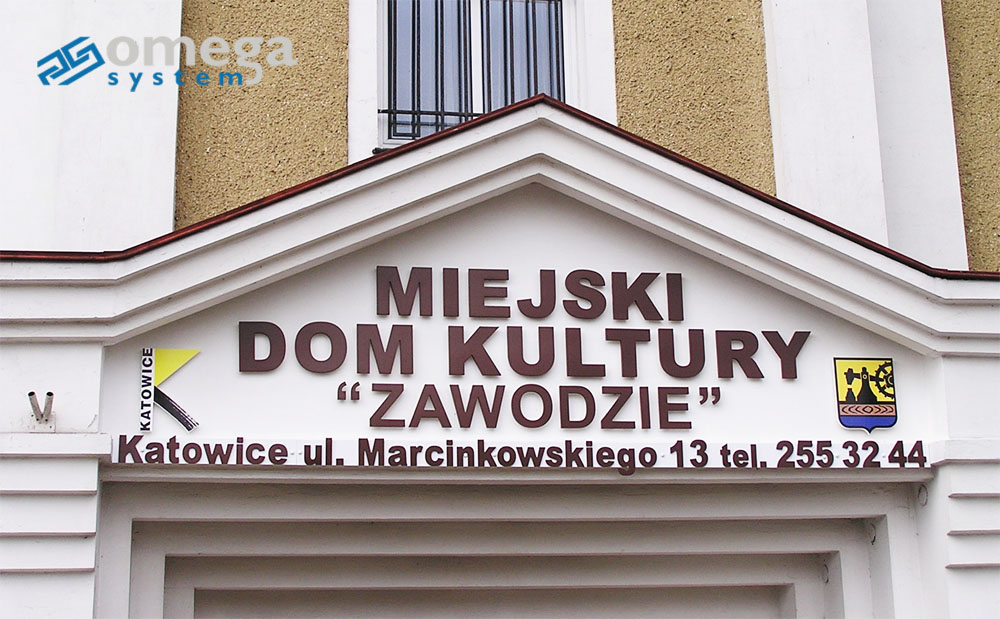 omega
system
MIEJSKI
DOM KULTURY
“ZAWODZIE”
KATOWICE
Katowice ul. Marcinkowskiego 13 tel. 255 32 44